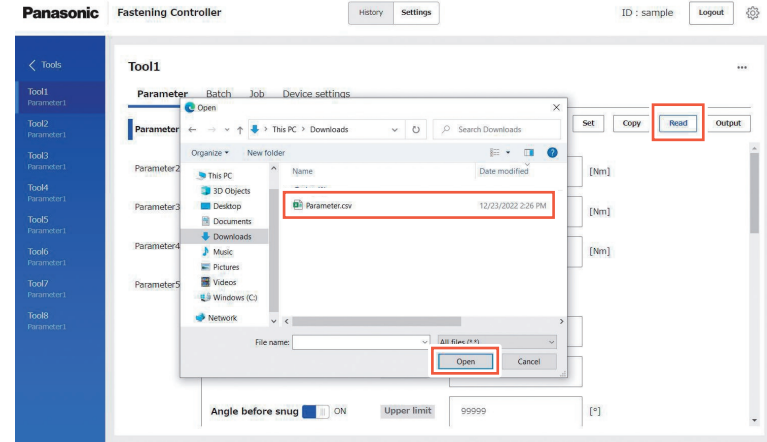 Panasonic Fastening Controller History Settings ID : sample Logout
Tools
Tool1
Parameter1
Tool2
Parameter1
Tool3
Parameter1
Tool4
Parameter1
Tool5
Parameter1
Tool6
Parameter1
Tool7
Parameter1
Tool8
Parameter1
Tool1
Parameter Batch Job Device settings
Parameter Set Copy Read Output
Parameter2
Parameter3
Parameter4
Parameter5
[Nm]
[Nm]
[Nm]
Open
This PC > Downloads Search Downloads
Organize New folder
This PC
3D Objects
Desktop
Documents
Downloads
Music
Pictures
Videos
Windows (C:)
Network
Name Date modified
Parameter.csv 12/23/2022 2:26 PM
File name: All files (*.*)
Open Cancel
Angle before snug ON Upper limit 99999 [°]